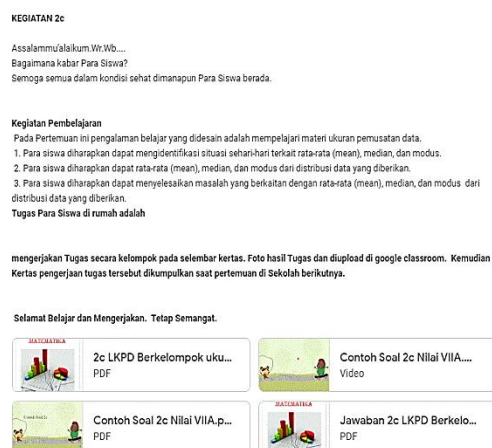 KEGIATAN 2c
Assalammu'alaikum.Wr.Wb....
Bagaimana kabar Para Siswa?
Semoga semua dalam kondisi sehat dimanapun Para Siswa berada.
Kegiatan Pembelajaran
Pada Pertemuan ini pengalaman belajar yang didesain adalah mempelajari materi ukuran pemusatan data.
1. Para siswa diharapkan dapat mengidentifikasi situasi sehari-hari terkait rata-rata (mean), median, dan modus.
2. Para siswa dapat rata-rata (mean), median, dan modus dari distribusi data yang diberikan.
3. Para siswa diharapkan dapat menyelesaikan masalah yang berkaitan dengan rata-rata (mean), median, dan modus dari
distribusi data yang diberikan.
Tugas Para Siswa di rumah adalah
mengerjakan Tugas secara kelompok pada selembar kertas. Foto hasil Tugas dan diupload di google classroom. Kemudian
Kertas pengerjaan tugas tersebut dikumpulkan saat pertemuan di Sekolah berikutnya.
Selamat Belajar dan Mengerjakan. Tetap Semangat.
MATEMATIKA
2c LKPD Berkelompok uku...
PDF
Contoh Soal 2c Nilai VIIA....
Video
Contoh Soal 2c Nilai VIIA.p...
PDF
MATEMATIKA
Jawaban 2c LKPD Berkelo...
PDF